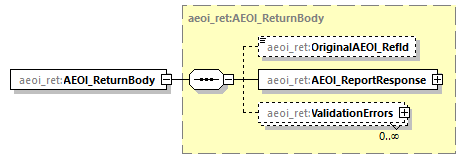 aeoi_ret:AEOI_ReturnBody
aeoi_ret:OriginalAEOI_RefId
aeoi_ret:AEOI_ReturnBody
aeoi_ret:AEOI_ReportResponse
aeoi_ret:ValidationErrors
0..∞